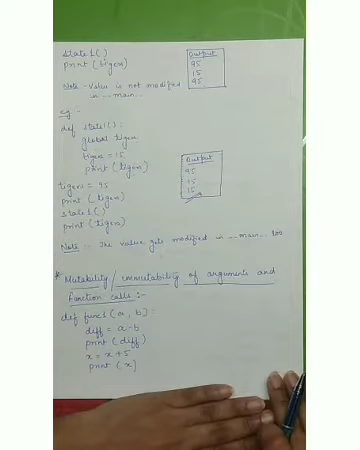 state1()
print(tigers)
Output
95
15
95
Note - Value is not modified
in __main__
eg :-
def state1():
global tigers
tigers = 15
print(tigers)
Output
95
15
15
tigers = 95
print(tigers)
state1()
print(tigers)
Note - The value gets modified in __main__ too
* Mutability/immutability of arguments and
function calls :-
def func1(a, b):
diff = a-b
print(diff)
x = x+5
print(x)